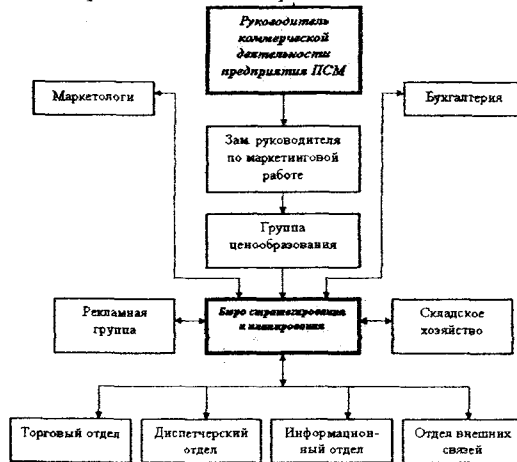 Руководитель
коммерческой
деятельности
предприятия ПСМ
Маркетологи
Бухгалтерия
Зам. руководителя
по маркетинговой
работе
Группа
ценообразования
Рекламная
группа
Бюро стратегирования
и планирования
Складское
хозяйство
Торговый отдел
Диспетчерский
отдел
Информацион-
ный отдел
Отдел внешних
связей